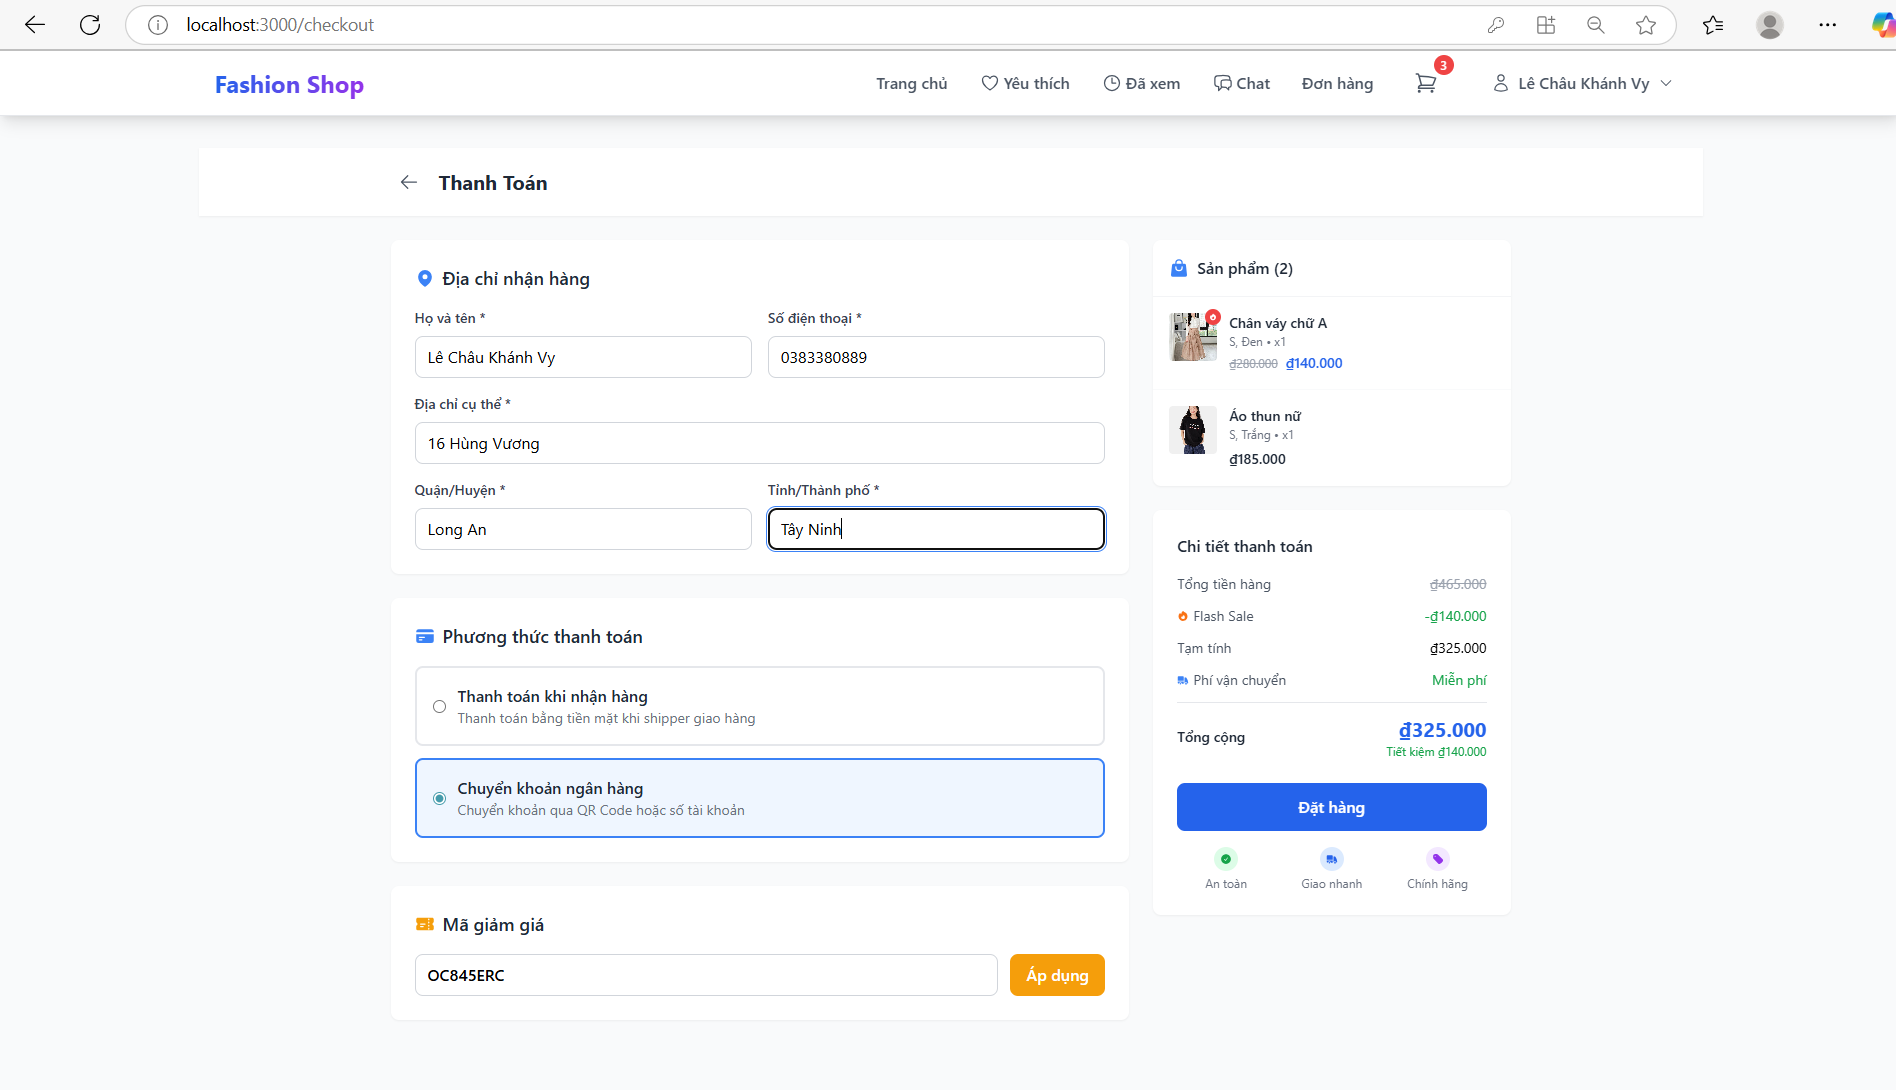 localhost:3000/checkout
Fashion Shop
Trang chủ
Yêu thích
Đã xem
Chat
Đơn hàng
3
Lê Châu Khánh Vy
Thanh Toán
Địa chỉ nhận hàng
Họ và tên *
Số điện thoại *
Lê Châu Khánh Vy
0383380889
Địa chỉ cụ thể *
16 Hùng Vương
Quận/Huyện *
Tỉnh/Thành phố *
Long An
Tây Ninh
Phương thức thanh toán
Thanh toán khi nhận hàng
Thanh toán bằng tiền mặt khi shipper giao hàng
Chuyển khoản ngân hàng
Chuyển khoản qua QR Code hoặc số tài khoản
Mã giảm giá
OC845ERC
Áp dụng
Sản phẩm (2)
Chân váy chữ A
S, Đen • x1
₫280.000 ₫140.000
Áo thun nữ
S, Trắng • x1
₫185.000
Chi tiết thanh toán
Tổng tiền hàng ₫465.000
Flash Sale -₫140.000
Tạm tính ₫325.000
Phí vận chuyển Miễn phí
Tổng cộng ₫325.000
Tiết kiệm ₫140.000
Đặt hàng
An toàn
Giao nhanh
Chính hãng